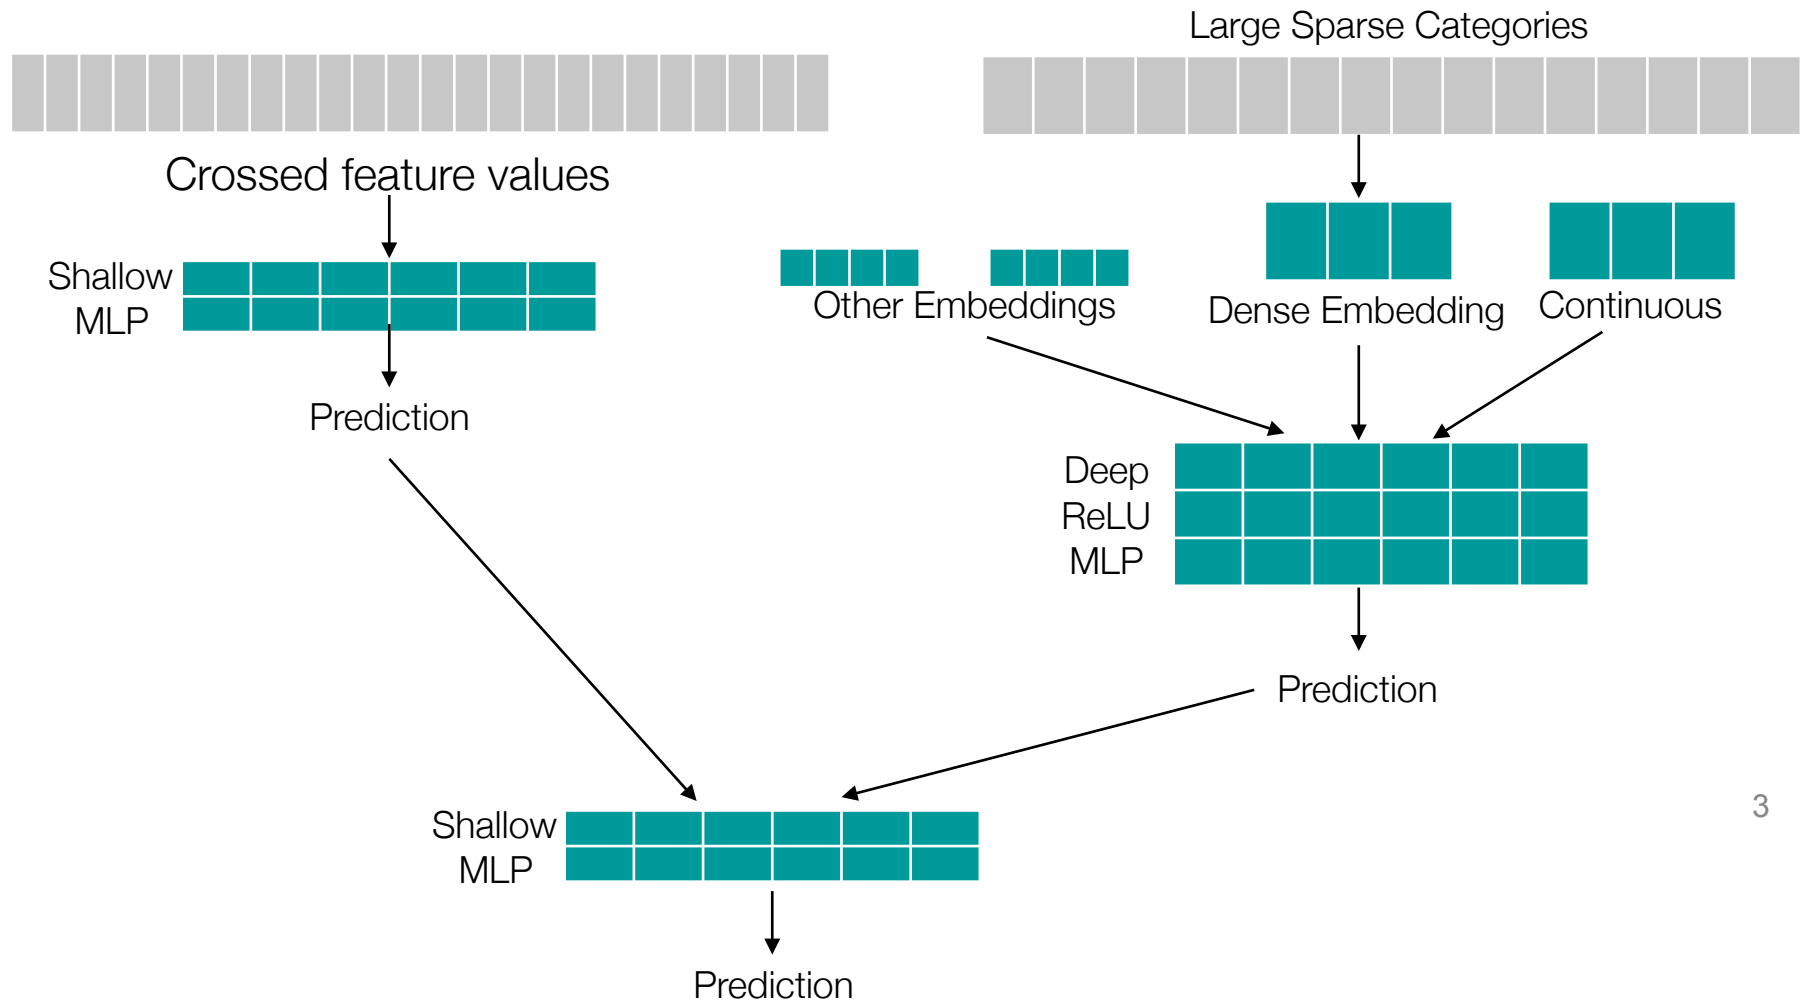 Large Sparse Categories
Crossed feature values
Shallow
MLP
Other Embeddings
Dense Embedding
Continuous
Prediction
Deep
ReLU
MLP
Prediction
Shallow
MLP
3
Prediction